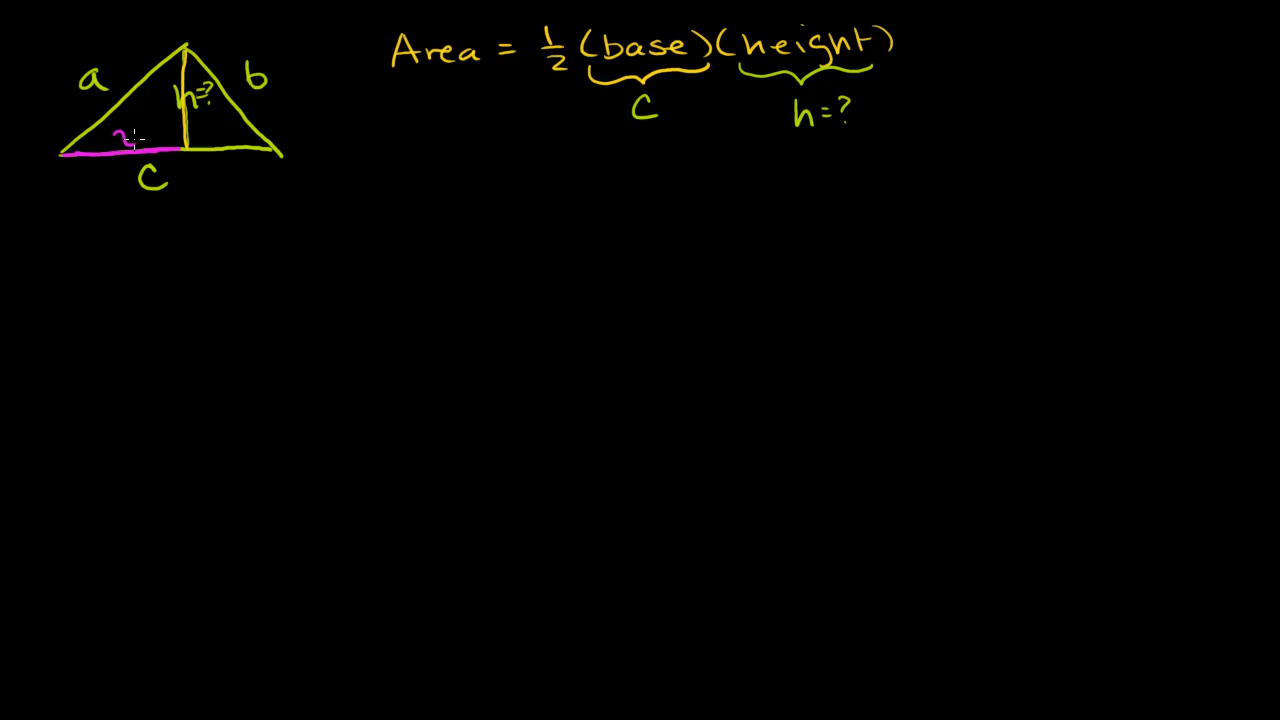 Area = 1/2 (base)(height)
a
b
h=?
c
h=?
c